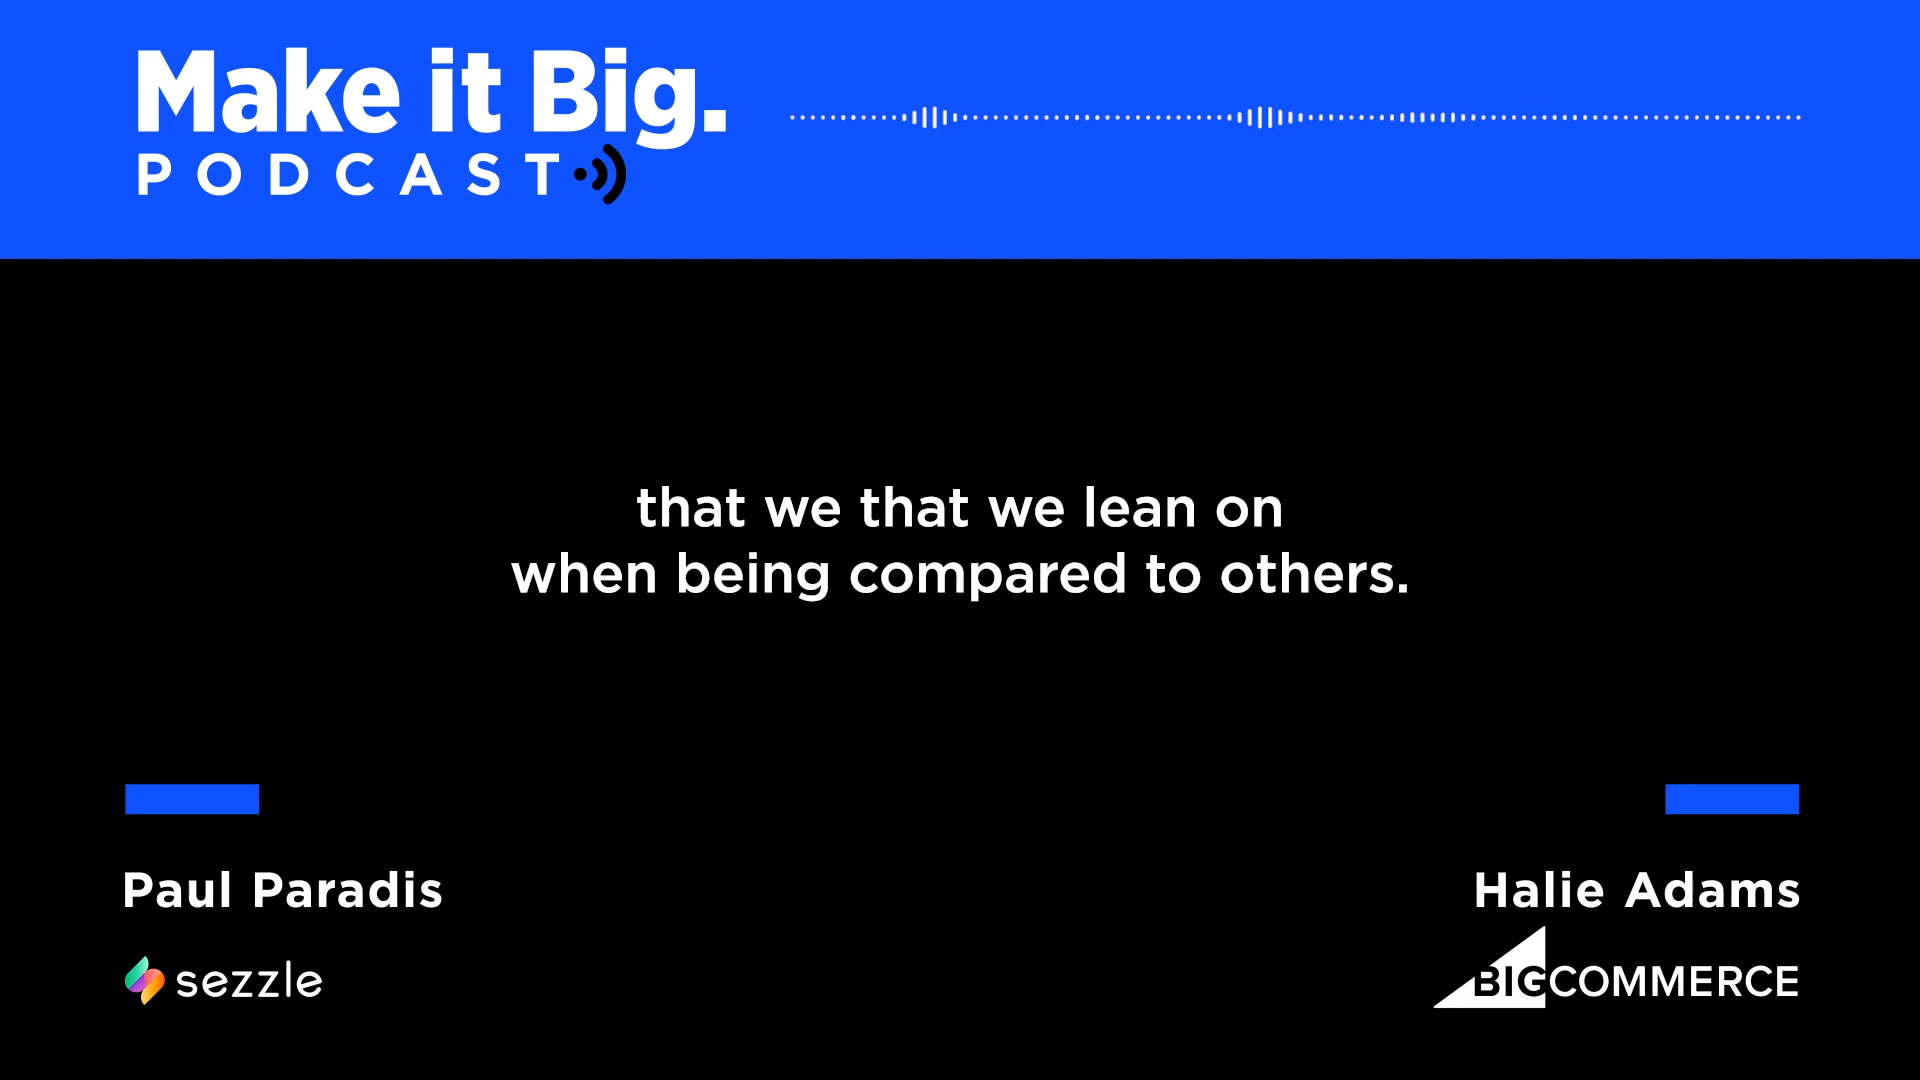 Make it Big.
PODCAST
that we that we lean on
when being compared to others.
Paul Paradis
Halie Adams
sezzle
BIGCOMMERCE